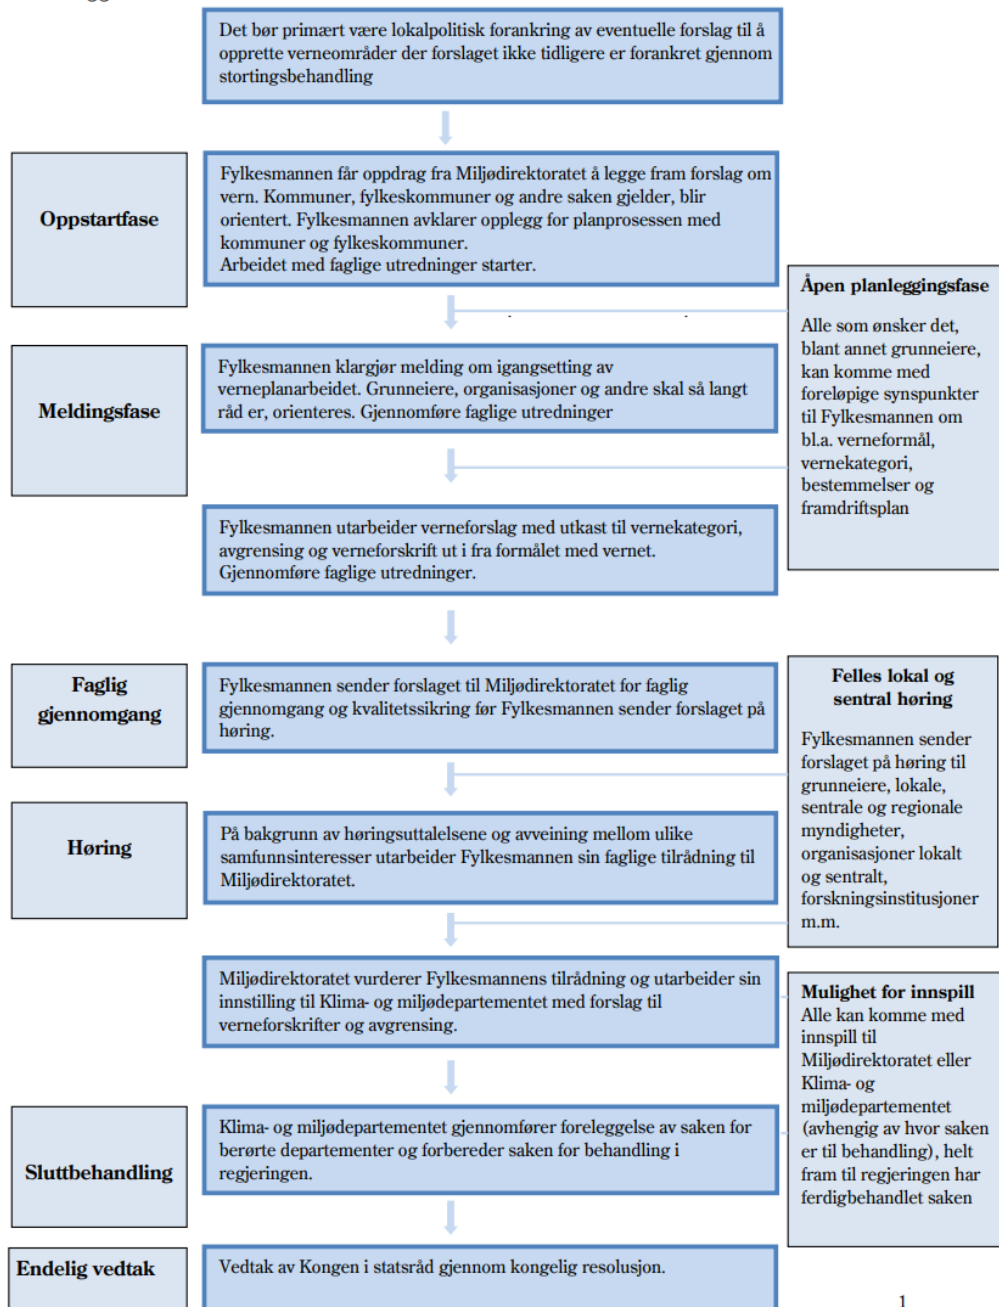 Det bør primært være lokalpolitisk forankring av eventuelle forslag til å
opprette verneområder der forslaget ikke tidligere er forankret gjennom
stortingsbehandling
Oppstartfase
Fylkesmannen får oppdrag fra Miljødirektoratet å legge fram forslag om
vern. Kommuner, fylkeskommuner og andre saken gjelder, blir
orientert. Fylkesmannen avklarer opplegg for planprosessen med
kommuner og fylkeskommuner.
Arbeidet med faglige utredninger starter.
Åpen planleggingsfase
Alle som ønsker det,
blant annet grunneiere,
kan komme med
foreløpige synspunkter
til Fylkesmannen om
bl.a. verneformål,
vernekategori,
bestemmelser og
framdriftsplan
Meldingsfase
Fylkesmannen klargjør melding om igangsetting av
verneplanarbeidet. Grunneiere, organisasjoner og andre skal så langt
råd er, orienteres. Gjennomføre faglige utredninger
Fylkesmannen utarbeider verneforslag med utkast til vernekategori,
avgrensing og verneforskrift ut i fra formålet med vernet.
Gjennomføre faglige utredninger.
Faglig
gjennomgang
Fylkesmannen sender forslaget til Miljødirektoratet for faglig
gjennomgang og kvalitetssikring før Fylkesmannen sender forslaget på
høring.
Felles lokal og
sentral høring
Fylkesmannen sender
forslaget på høring til
grunneiere, lokale,
sentrale og regionale
myndigheter,
organisasjoner lokalt
og sentralt,
forskningsinstitusjoner
m.m.
Høring
På bakgrunn av høringsuttalelsene og avveining mellom ulike
samfunnsinteresser utarbeider Fylkesmannen sin faglige tilrådning til
Miljødirektoratet.
Miljødirektoratet vurderer Fylkesmannens tilrådning og utarbeider sin
innstilling til Klima- og miljødepartementet med forslag til
verneforskrifter og avgrensing.
Mulighet for innspill
Alle kan komme med
innspill til
Miljødirektoratet eller
Klima- og
miljødepartementet
(avhengig av hvor saken
er til behandling), helt
fram til regjeringen har
ferdigbehandlet saken
Sluttbehandling
Klima- og miljødepartementet gjennomfører foreleggelse av saken for
berørte departementer og forbereder saken for behandling i
regjeringen.
Endelig vedtak
Vedtak av Kongen i statsråd gjennom kongelig resolusjon.
1